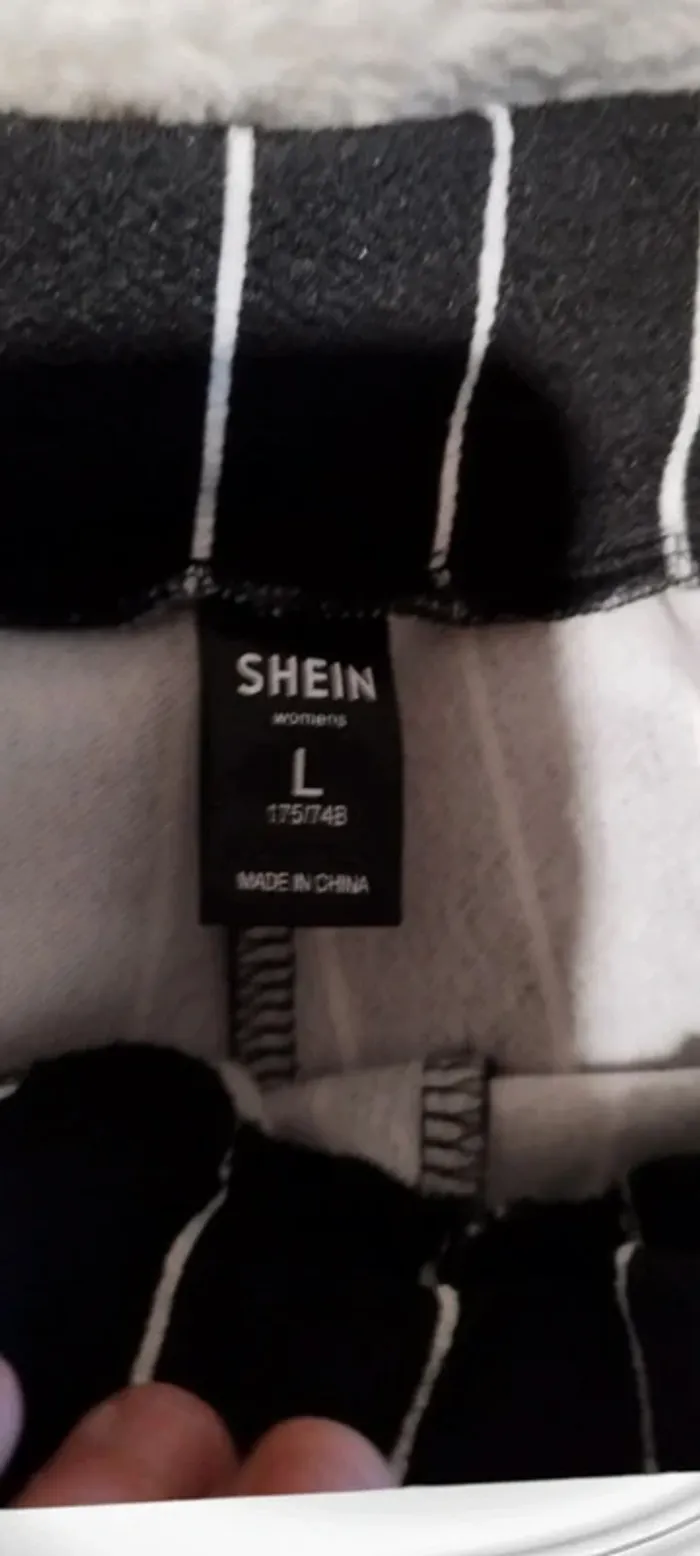 SHEIN
womens
L
175/74B
MADE IN CHINA